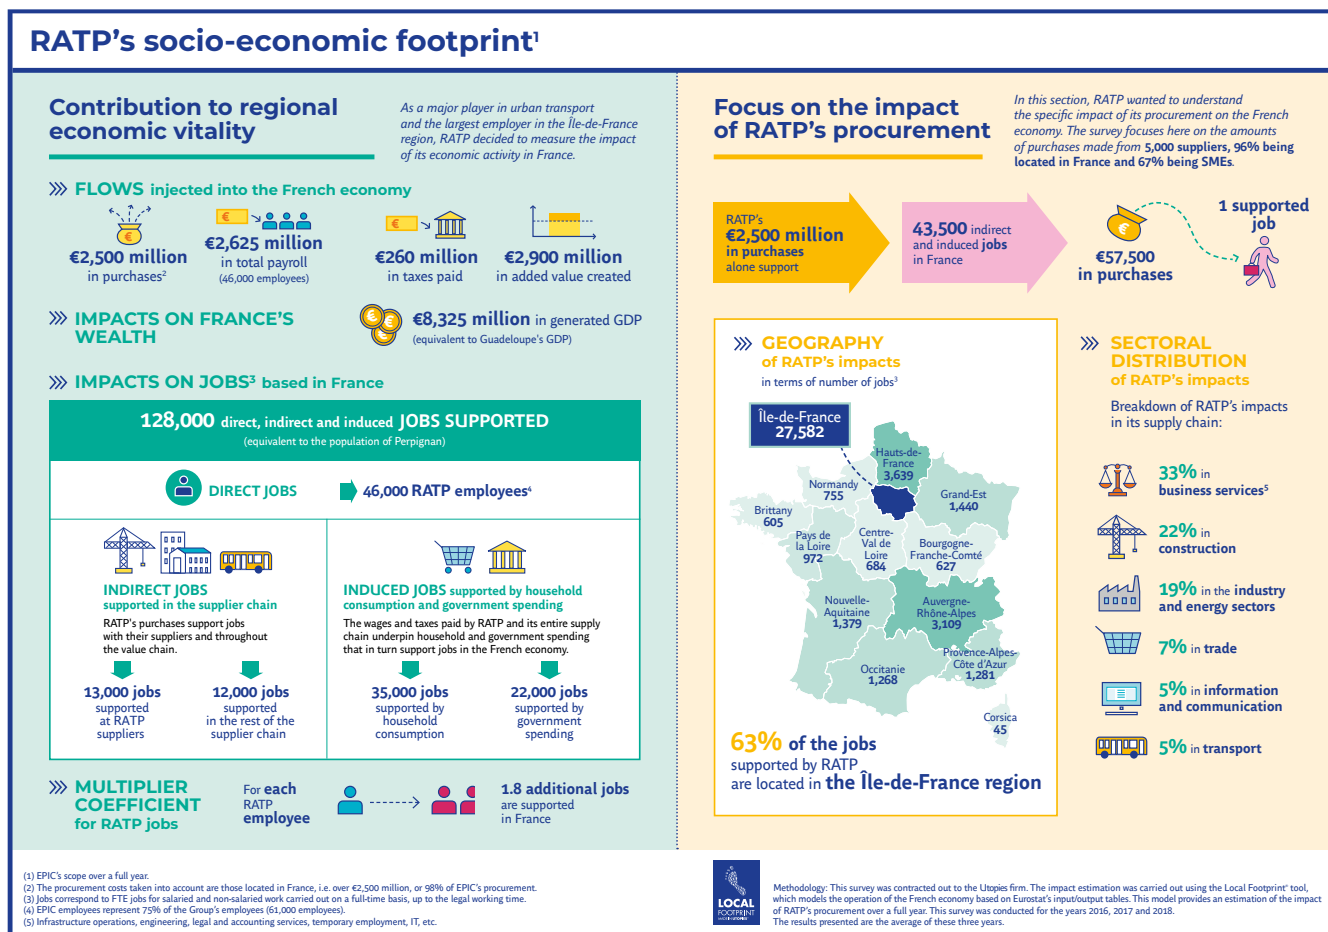 RATP's socio-economic footprint¹
Contribution to regional
economic vitality
As a major player in urban transport
and the largest employer in the Île-de-France
region, RATP decided to measure the impact
of its economic activity in France.
FLOWS injected into the French economy
€
€2,500 million
in purchases²
€
€2,625 million
in total payroll
(46,000 employees)
€
€260 million
in taxes paid
€2,900 million
in added value created
IMPACTS ON FRANCE'S
WEALTH
€8,325 million in generated GDP
(equivalent to Guadeloupe's GDP)
IMPACTS ON JOBS³ based in France
128,000 direct, indirect and induced JOBS SUPPORTED
(equivalent to the population of Perpignan)
DIRECT JOBS
46,000 RATP employees⁴
INDIRECT JOBS
supported in the supplier chain
RATP's purchases support jobs
with their suppliers and throughout
the value chain.
13,000 jobs
supported
at RATP
suppliers
12,000 jobs
supported
in the rest of the
supplier chain
INDUCED JOBS supported by household
consumption and government spending
The wages and taxes paid by RATP and its entire supply
chain underpin household and government spending
that in turn support jobs in the French economy.
35,000 jobs
supported by
household
consumption
22,000 jobs
supported by
government
spending
MULTIPLIER
COEFFICIENT
for RATP jobs
For each
RATP
employee
1.8 additional jobs
are supported
in France
Focus on the impact
of RATP's procurement
In this section, RATP wanted to understand
the specific impact of its procurement on the French
economy. The survey focuses here on the amounts
of purchases made from 5,000 suppliers, 96% being
located in France and 67% being SMEs.
RATP's
€2,500 million
in purchases
alone support
43,500 indirect
and induced jobs
in France
€
€57,500
in purchases
1 supported
job
GEOGRAPHY
of RATP's impacts
in terms of number of jobs³
Île-de-France
27,582
Hauts-de-
France
3,639
Normandy
755
Grand-Est
1,440
Brittany
605
Pays de
la Loire
972
Centre-
Val de
Loire
684
Bourgogne-
Franche-Comté
627
Nouvelle-
Aquitaine
1,379
Auvergne-
Rhône-Alpes
3,109
Occitanie
1,268
Provence-Alpes-
Côte d'Azur
1,281
Corsica
45
63% of the jobs
supported by RATP
are located in the Île-de-France region
SECTORAL
DISTRIBUTION
of RATP's impacts
Breakdown of RATP's impacts
in its supply chain:
33% in
business services⁵
22% in
construction
19% in the industry
and energy sectors
7% in trade
5% in information
and communication
5% in transport
(1) EPIC's scope over a full year.
(2) The procurement costs taken into account are those located in France, i.e. over €2,500 million, or 98% of EPIC's procurement.
(3) Jobs correspond to FTE jobs for salaried and non-salaried work carried out on a full-time basis, up to the legal working time.
(4) EPIC employees represent 75% of the Group's employees (61,000 employees).
(5) Infrastructure operations, engineering, legal and accounting services, temporary employment, IT, etc.
LOCAL
FOOTPRINT
Methodology: This survey was contracted out to the Utopies firm. The impact estimation was carried out using the Local Footprint® tool,
which models the operation of the French economy based on Eurostat's input/output tables. This model provides an estimation of the impact
of RATP's procurement over a full year. This survey was conducted for the years 2016, 2017 and 2018.
The results presented are the average of these three years.